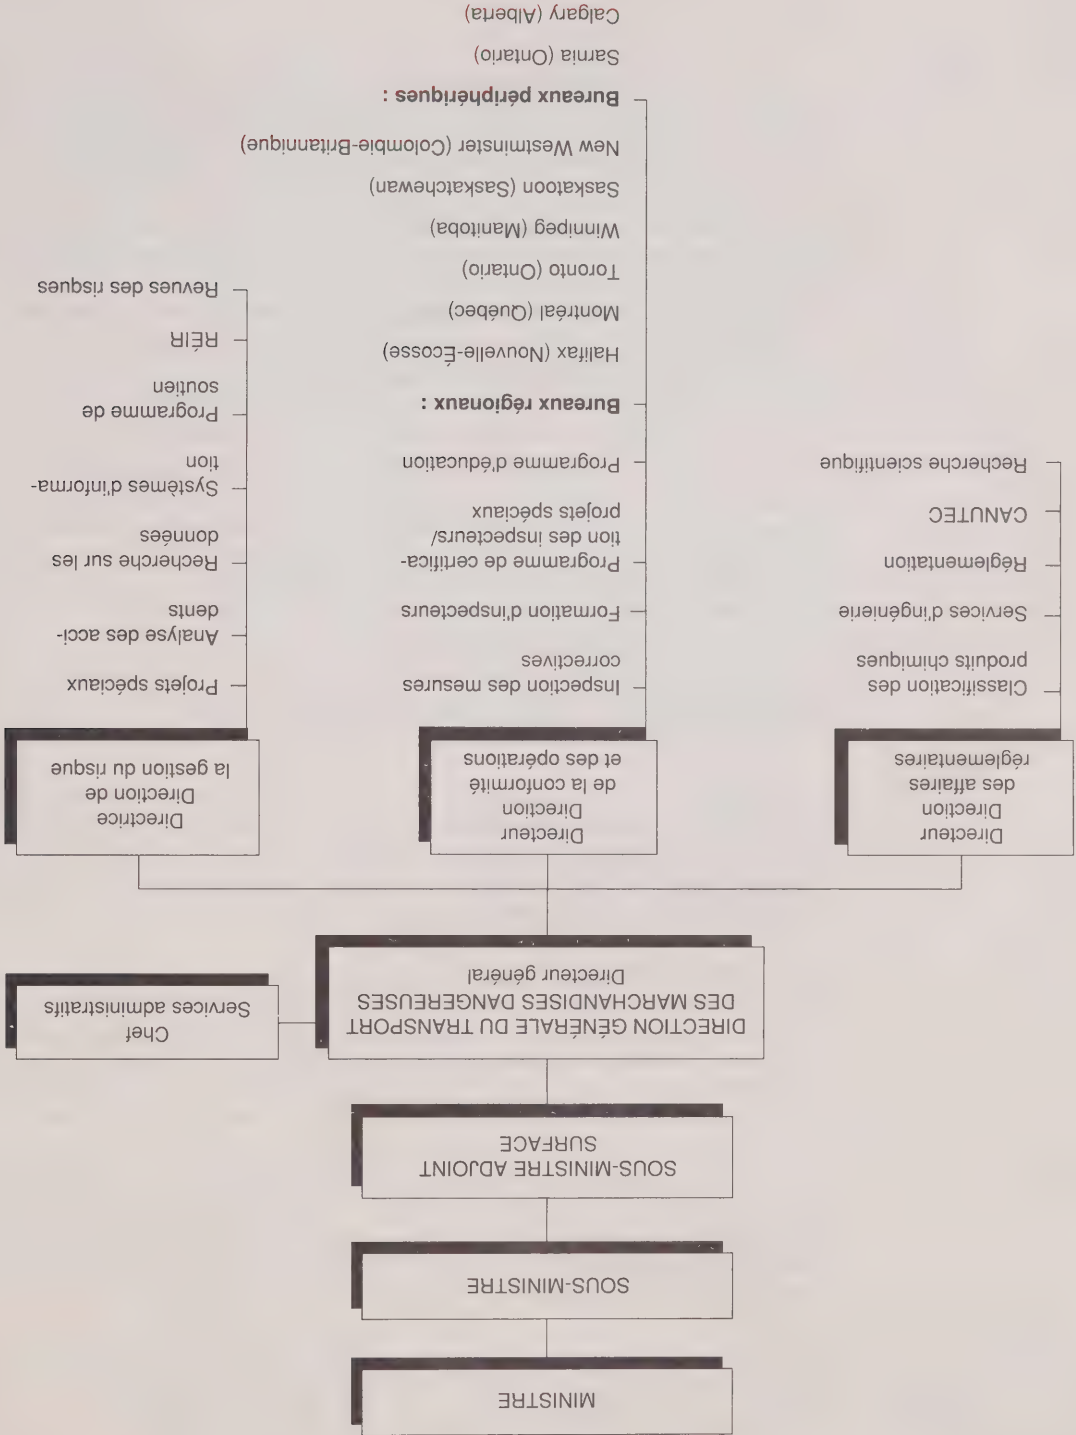 MINISTRE
SOUS-MINISTRE
SOUS-MINISTRE ADJOINT
SURFACE
DIRECTION GÉNÉRALE DU TRANSPORT
DES MARCHANDISES DANGEREUSES
Directeur général
Chef
Services administratifs
Directeur
Direction
des affaires
réglementaires
Classification des
produits chimiques
Services d'ingénierie
Réglementation
CANUTEC
Recherche scientifique
Directeur
Direction
de la conformité
et des opérations
Inspection des mesures
correctives
Formation d'inspecteurs
Programme de certifica-
tion des inspecteurs/
projets spéciaux
Programme d'éducation
Bureaux régionaux :
Halifax (Nouvelle-Écosse)
Montréal (Québec)
Toronto (Ontario)
Winnipeg (Manitoba)
Saskatoon (Saskatchewan)
New Westminster (Colombie-Britannique)
Bureaux périphériques :
Sarnia (Ontario)
Calgary (Alberta)
Directrice
Direction de
la gestion du risque
Projets spéciaux
Analyse des acci-
dents
Recherche sur les
données
Systèmes d'informa-
tion
Programme de
soutien
RÉIR
Revues des risques